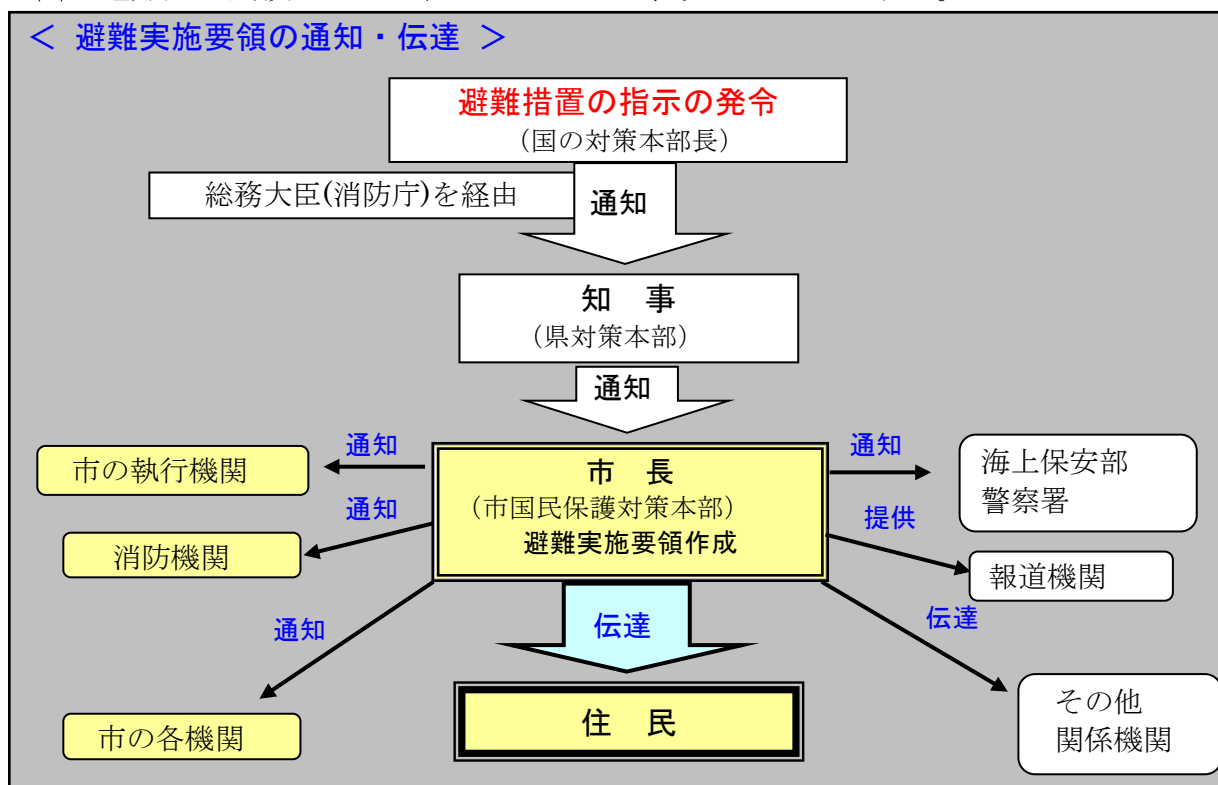 ＜ 避難実施要領の通知・伝達 ＞
避難措置の指示の発令
（国の対策本部長）
総務大臣(消防庁)を経由
通知
知　事
（県対策本部）
通知
市　長
（市国民保護対策本部）
避難実施要領作成
通知
市の執行機関
通知
消防機関
通知
市の各機関
通知
海上保安部
警察署
提供
報道機関
伝達
その他
関係機関
伝達
住　民